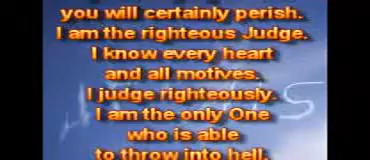 you will certainly perish.
I am the righteous Judge.
I know every heart
and all motives.
I judge righteously.
I am the only One
who is able
to throw into hell.